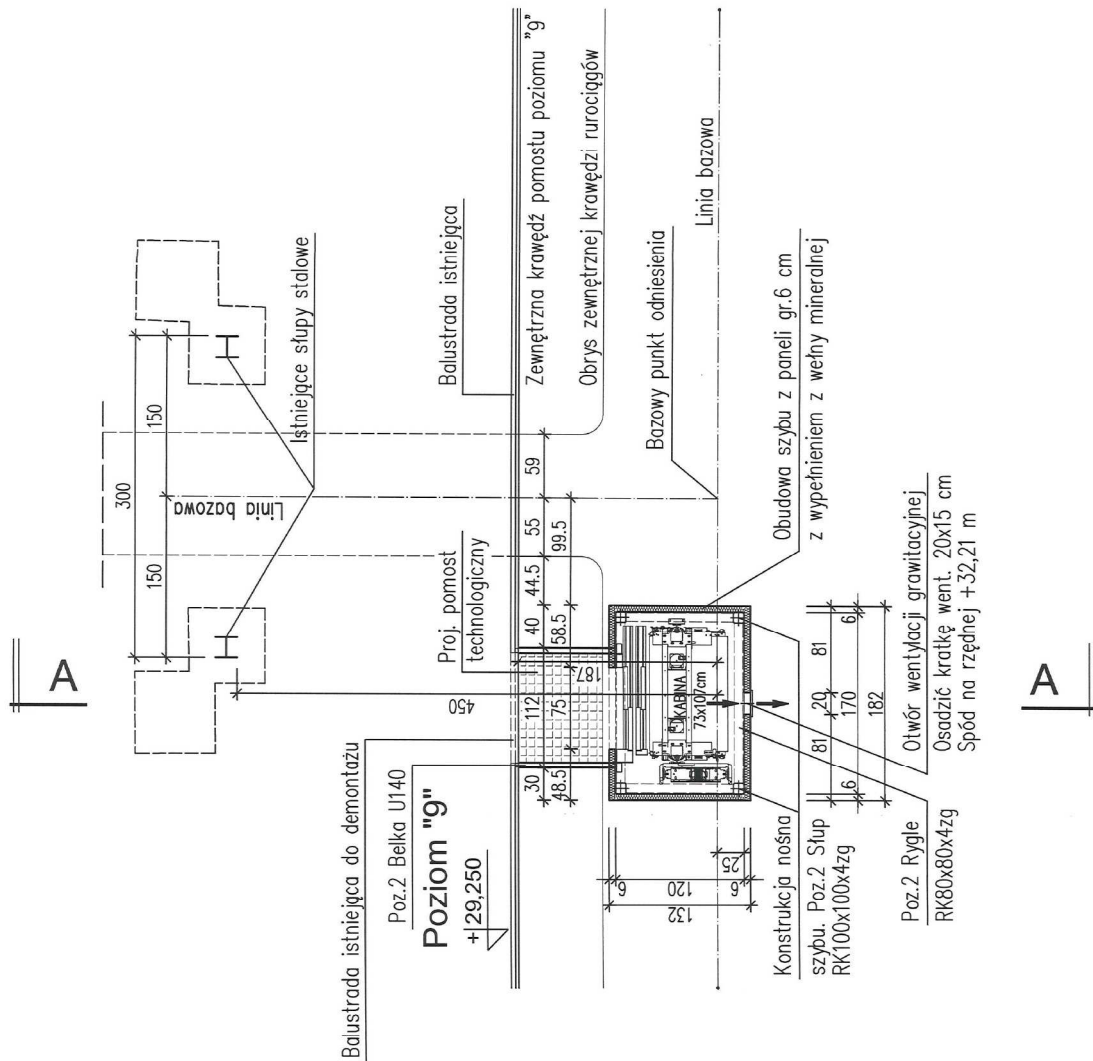 300
150
150
Istniejące słupy stalowe
Linia bazowa
A
450
Proj. pomost
technologiczny
Balustrada istniejąca
Zewnętrzna krawędź pomostu poziomu "9"
Obrys zewnętrznej krawędzi rurociągów
Linia bazowa
Bazowy punkt odniesienia
Obudowa szybu z paneli gr.6 cm
z wypełnieniem z wełny mineralnej
Balustrada istniejąca do demontażu
Poz.2 Belka U140
Poziom "9"
+29,250
30
112
40
44.5
55
59
48.5
75
58.5
99.5
187
KABINA
73x107cm
132
6
120
6
25
81
20
81
6
170
6
182
Konstrukcja nośna
szybu. Poz.2 Słup
RK100x100x4zg
Poz.2 Rygle
RK80x80x4zg
Otwór wentylacji grawitacyjnej
Osadzić kratkę went. 20x15 cm
Spód na rzędnej +32,21 m
A